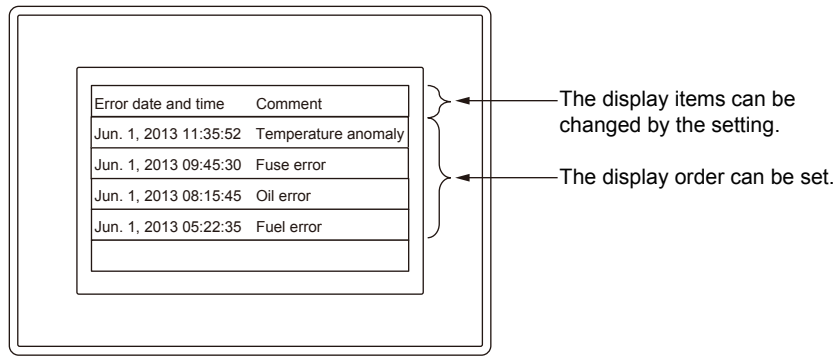 Error date and time Comment
Jun. 1, 2013 11:35:52 Temperature anomaly
Jun. 1, 2013 09:45:30 Fuse error
Jun. 1, 2013 08:15:45 Oil error
Jun. 1, 2013 05:22:35 Fuel error
The display items can be
changed by the setting.
The display order can be set.